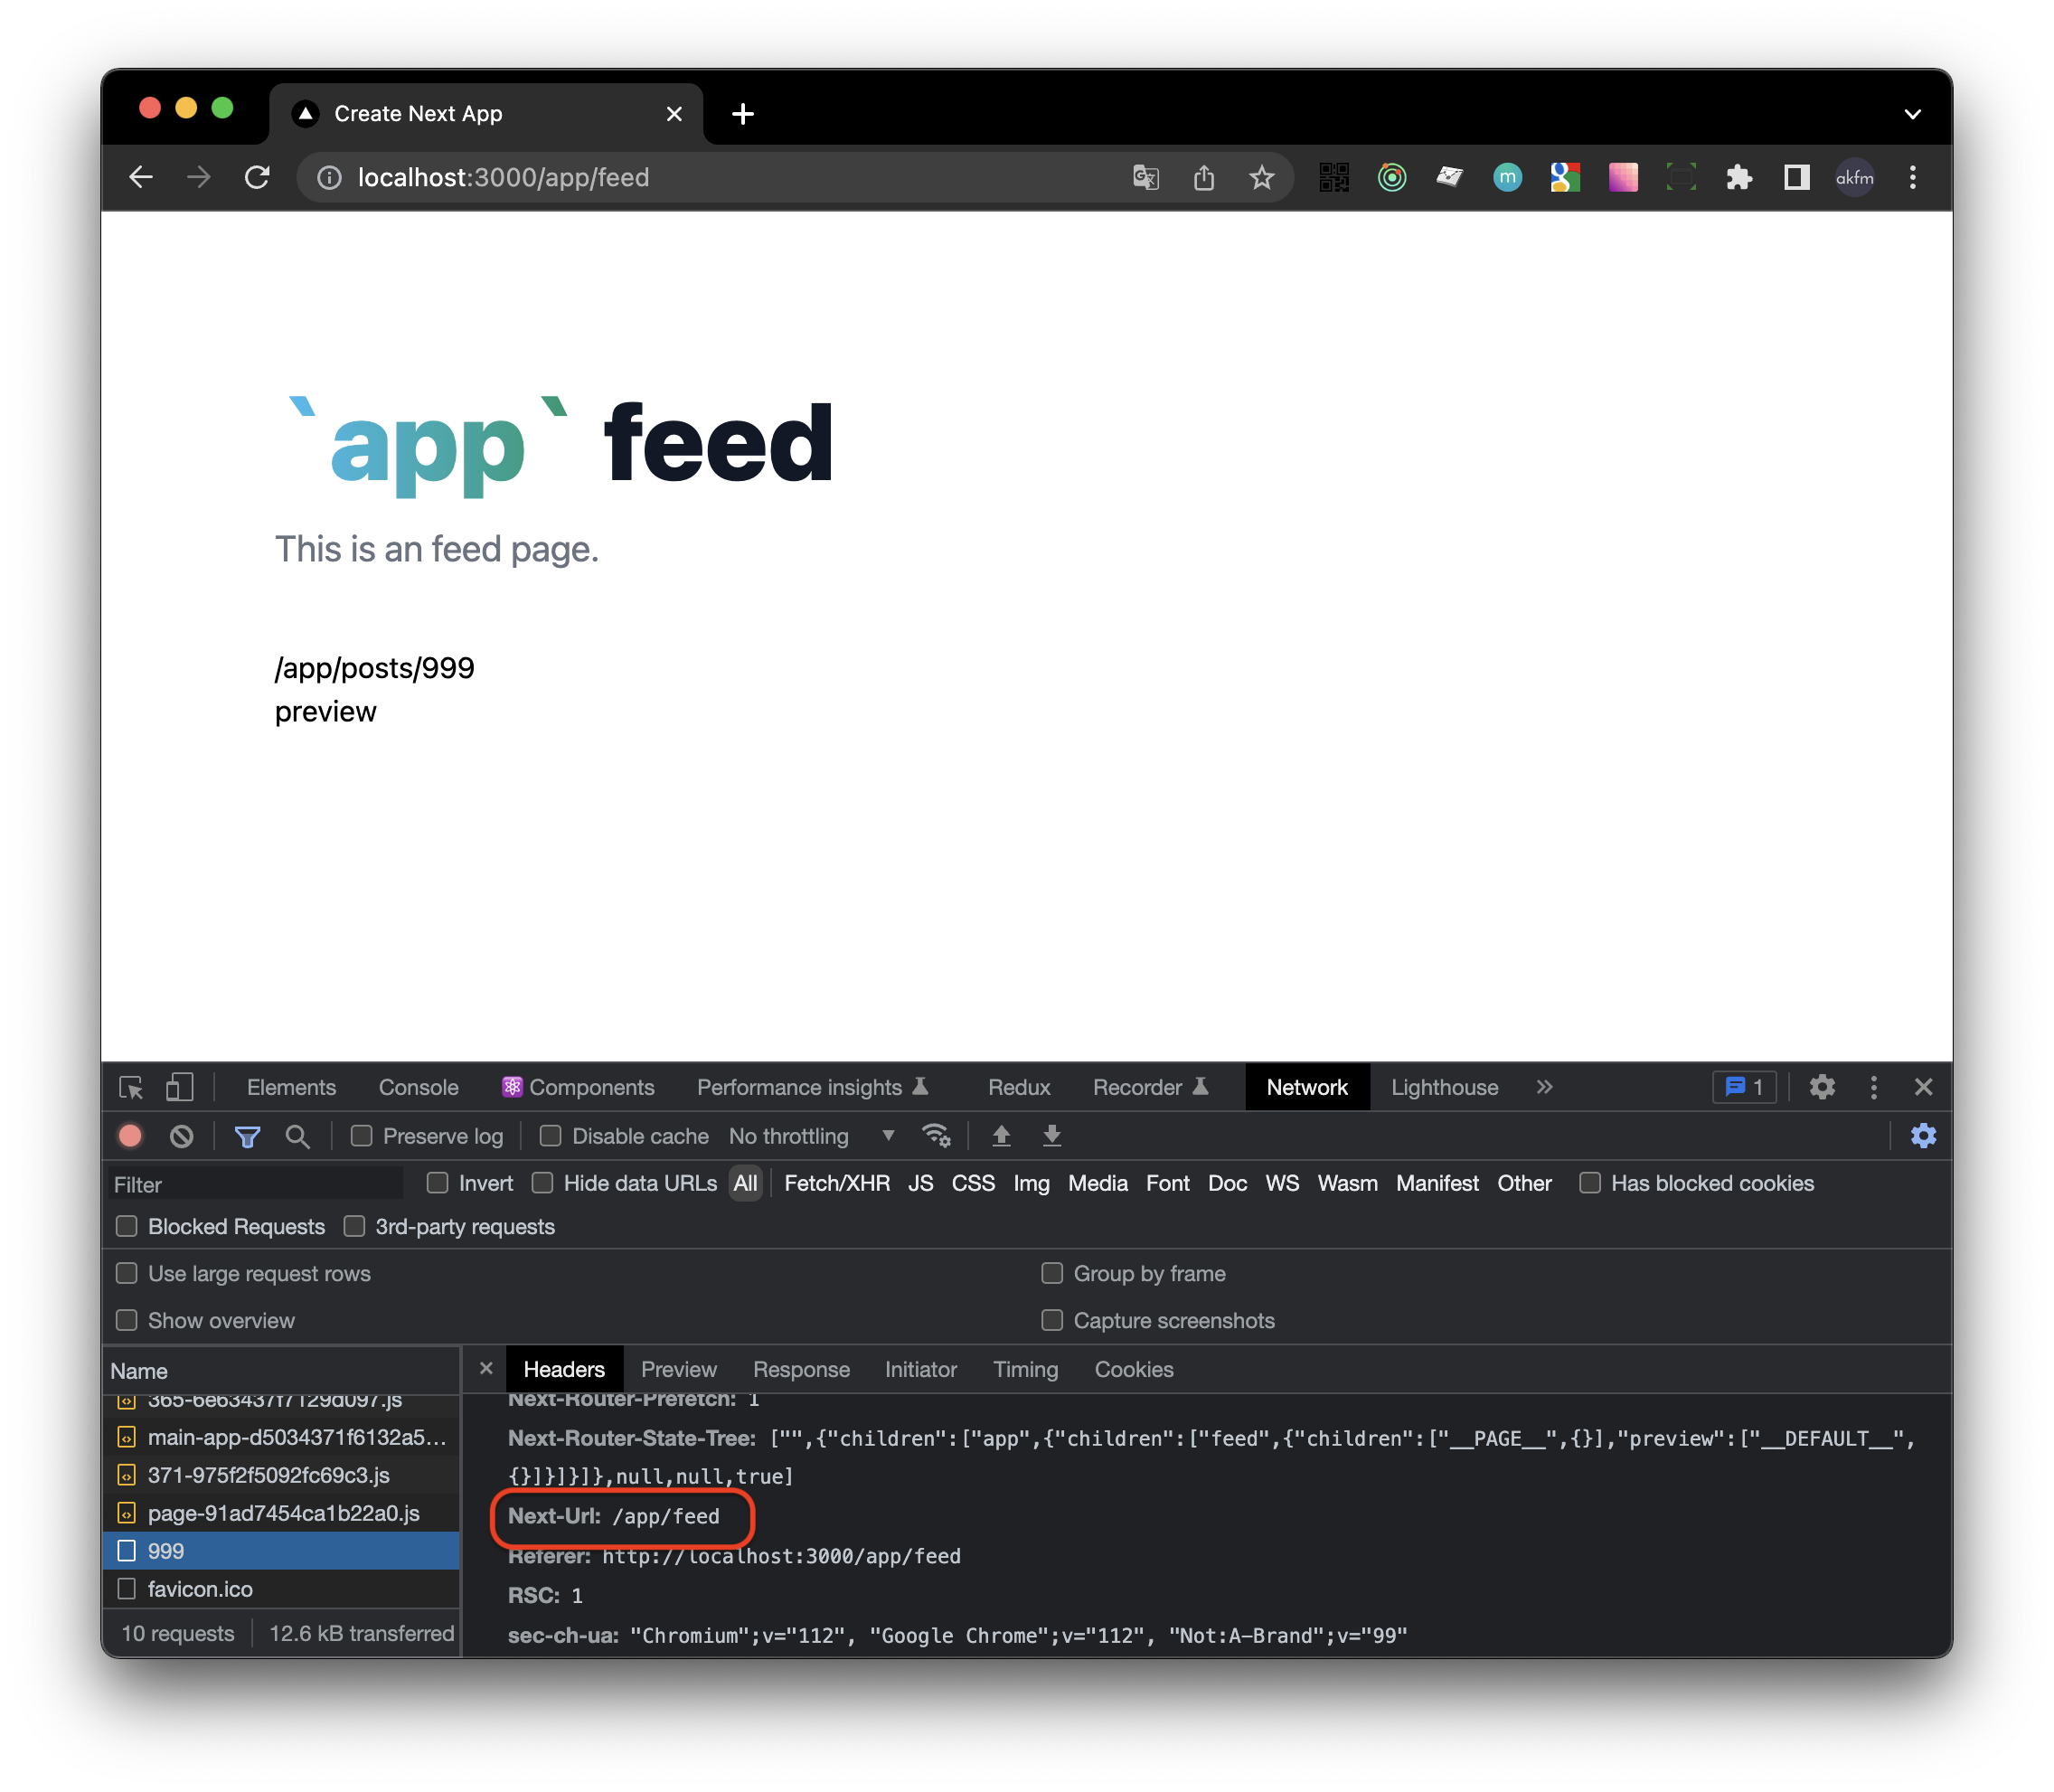 Create Next App
localhost:3000/app/feed
m
akfm
`app` feed
This is an feed page.
/app/posts/999
preview
Elements Console Components Performance insights Redux Recorder Network Lighthouse 1
Preserve log Disable cache No throttling
Filter Invert Hide data URLs All Fetch/XHR JS CSS Img Media Font Doc WS Wasm Manifest Other Has blocked cookies
Blocked Requests 3rd-party requests
Use large request rows Group by frame
Show overview Capture screenshots
Name
365-6e63437f7129d097.js
main-app-d5034371f6132a5…
371-975f2f5092fc69c3.js
page-91ad7454ca1b22a0.js
999
favicon.ico
10 requests 12.6 kB transferred
Headers Preview Response Initiator Timing Cookies
Next-Router-Prefetch: 1
Next-Router-State-Tree: ["",{"children":["app",{"children":["feed",{"children":["__PAGE__",{}],"preview":["__DEFAULT__",
{}]}]}]},null,null,true]
Next-Url: /app/feed
Referer: http://localhost:3000/app/feed
RSC: 1
sec-ch-ua: "Chromium";v="112", "Google Chrome";v="112", "Not:A-Brand";v="99"